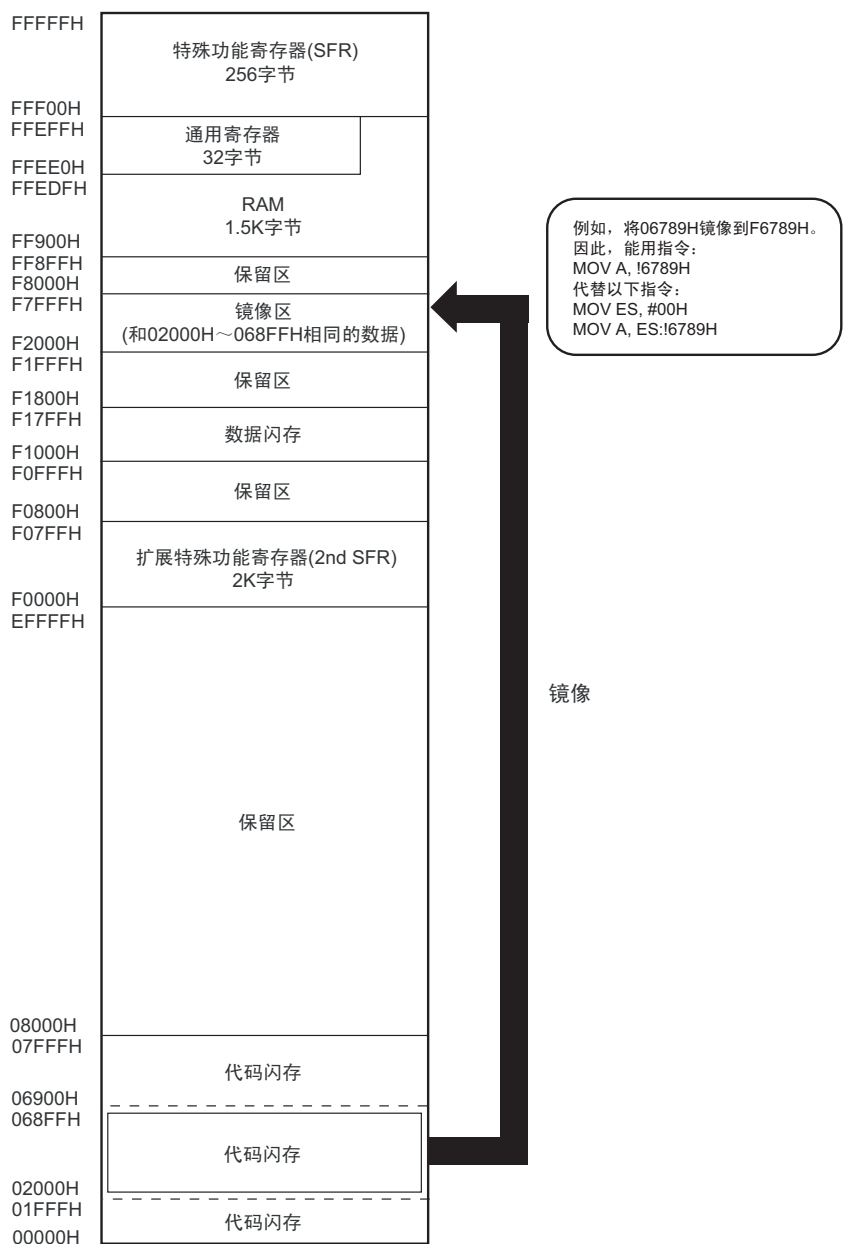 FFFFFH
特殊功能寄存器(SFR)
256字节
FFF00H
FFEFFH
通用寄存器
32字节
FFEE0H
FFEDFH
RAM
1.5K字节
FF900H
FF8FFH
保留区
F8000H
F7FFFH
镜像区
(和02000H～068FFH相同的数据)
F2000H
F1FFFH
保留区
F1800H
F17FFH
数据闪存
F1000H
F0FFFH
保留区
F0800H
F07FFH
扩展特殊功能寄存器(2nd SFR)
2K字节
F0000H
EFFFFH
保留区
08000H
07FFFH
代码闪存
06900H
068FFH
代码闪存
02000H
01FFFH
代码闪存
00000H
例如，将06789H镜像到F6789H。
因此，能用指令：
MOV A, !6789H
代替以下指令：
MOV ES, #00H
MOV A, ES:!6789H
镜像